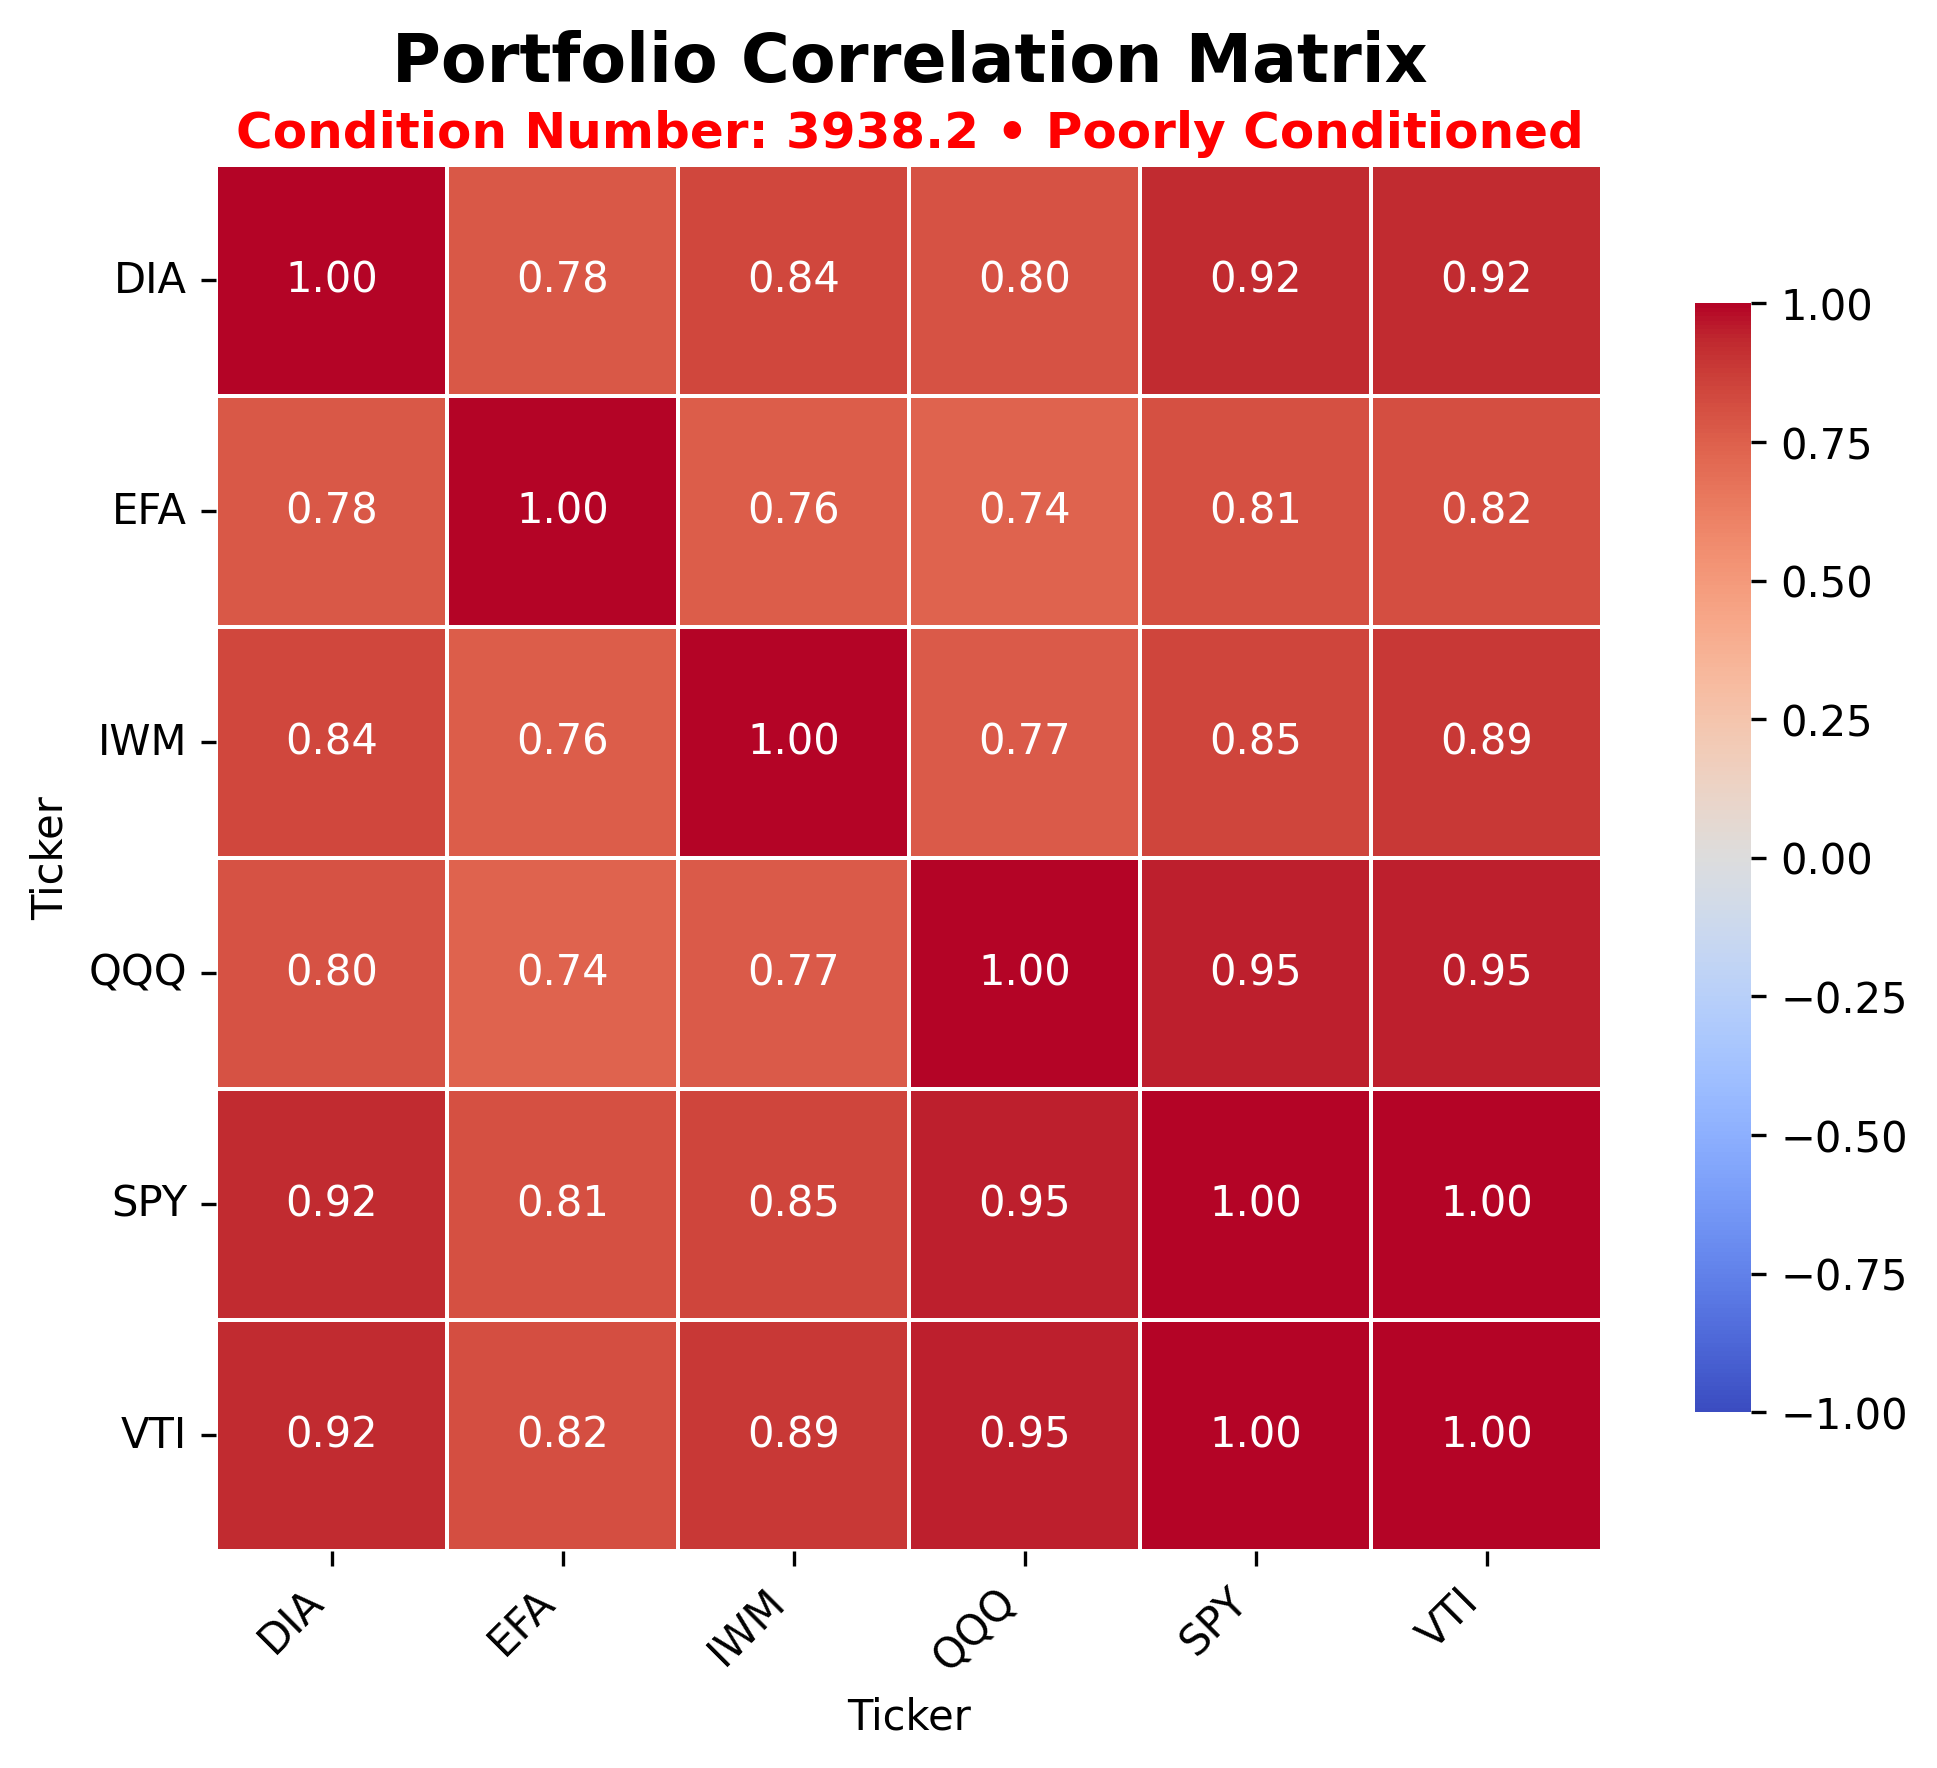 Portfolio Correlation Matrix
Condition Number: 3938.2 • Poorly Conditioned
DIA 1.00 0.78 0.84 0.80 0.92 0.92
EFA 0.78 1.00 0.76 0.74 0.81 0.82
IWM 0.84 0.76 1.00 0.77 0.85 0.89
QQQ 0.80 0.74 0.77 1.00 0.95 0.95
SPY 0.92 0.81 0.85 0.95 1.00 1.00
VTI 0.92 0.82 0.89 0.95 1.00 1.00
Ticker
DIA EFA IWM QQQ SPY VTI
Ticker
1.00
0.75
0.50
0.25
0.00
−0.25
−0.50
−0.75
−1.00